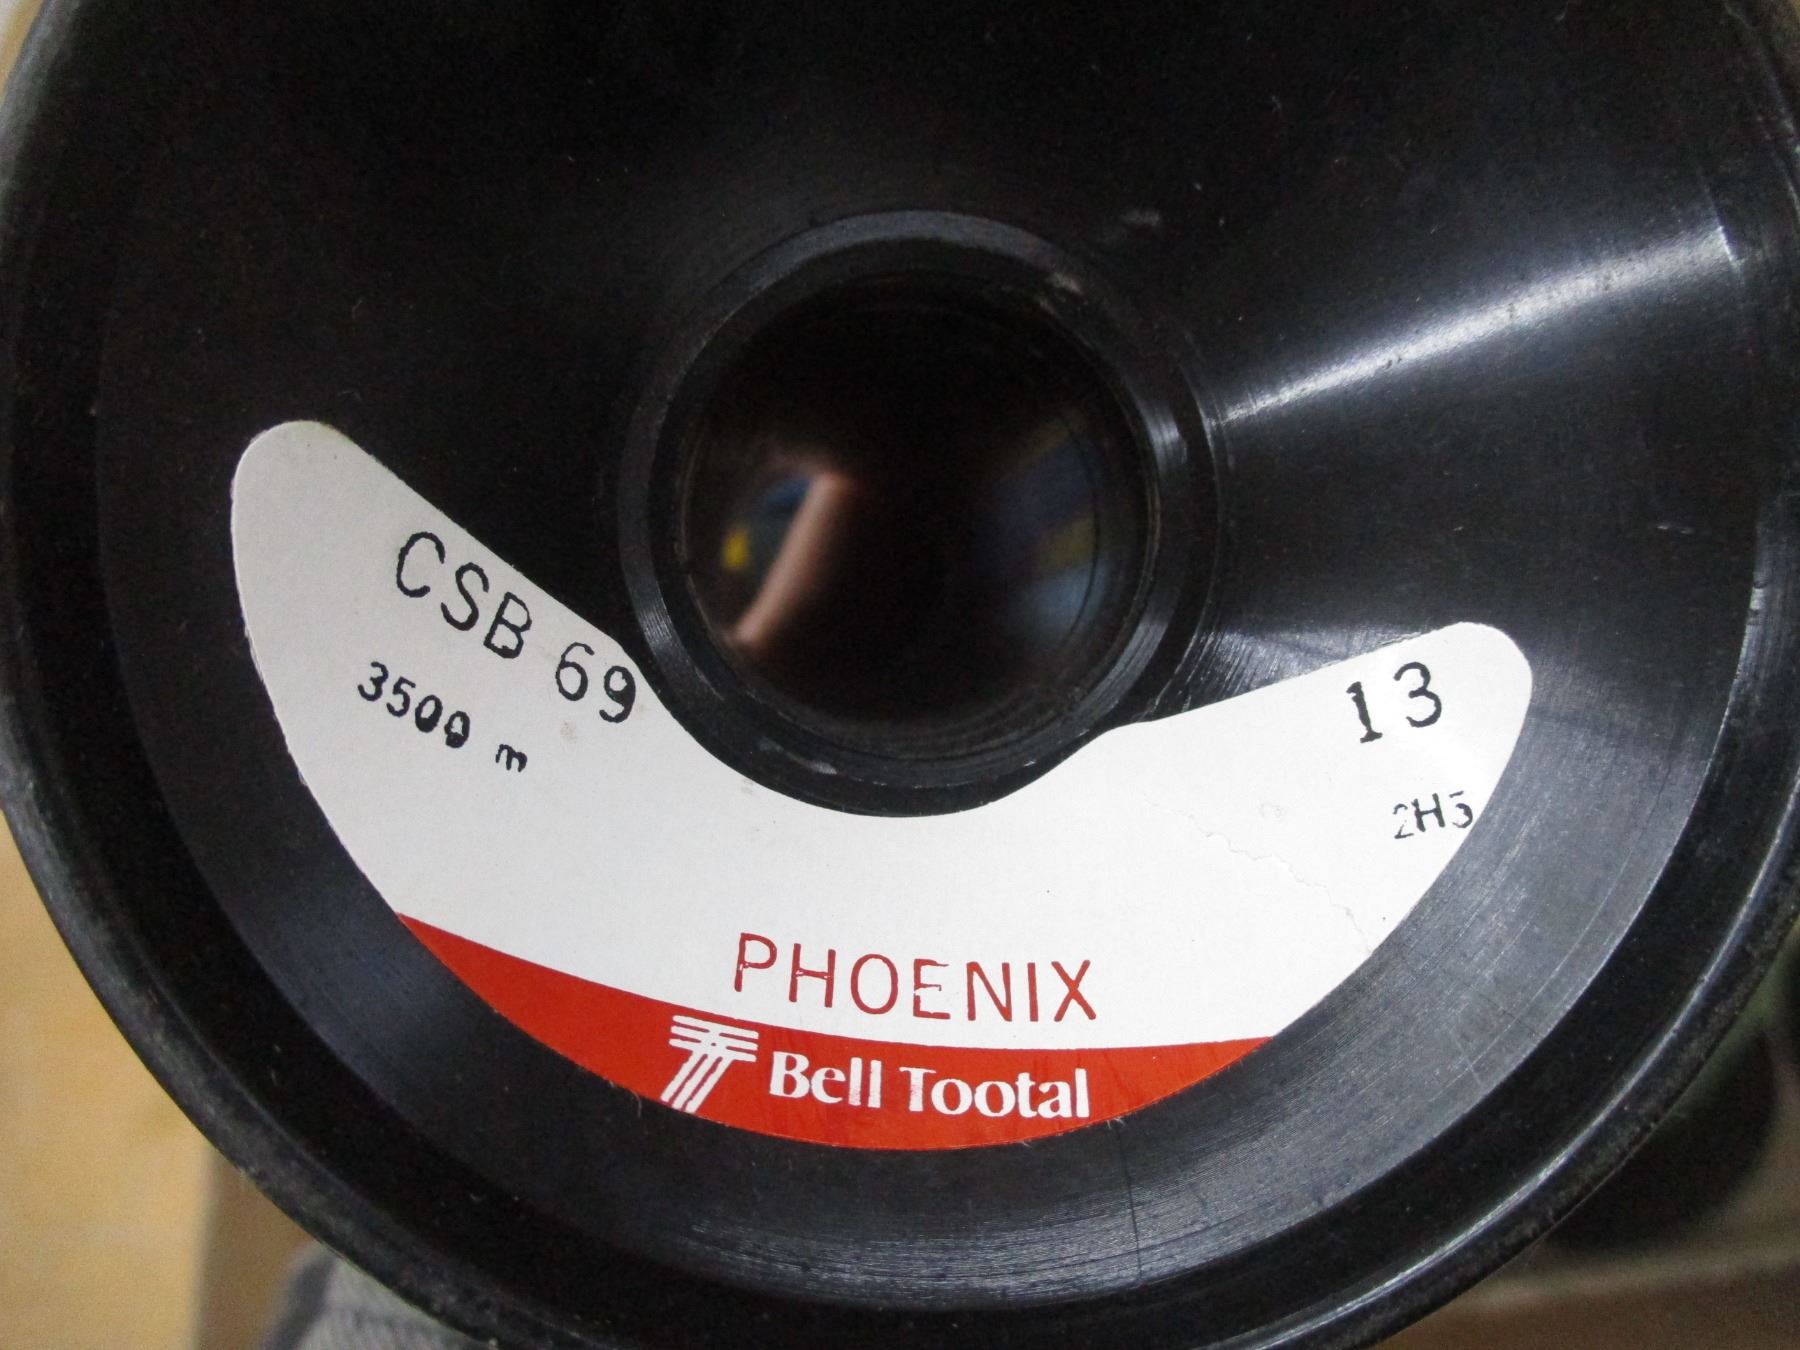 CSB 69
3500 m
13
2H5
PHOENIX
Bell Tootal